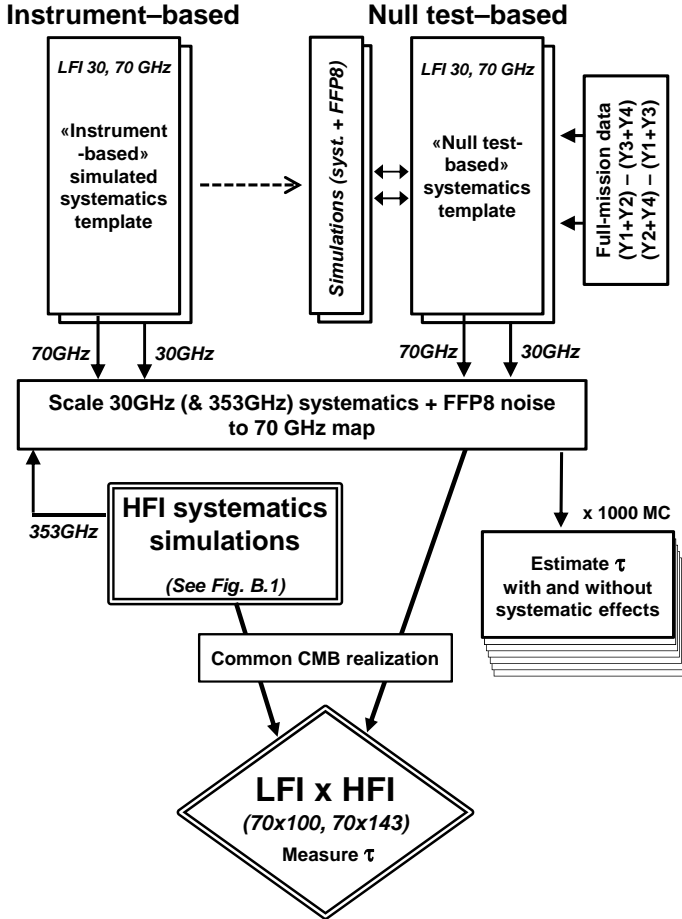 Instrument–based
Null test–based
LFI 30, 70 GHz
«Instrument
-based»
simulated
systematics
template
Simulations (syst. + FFP8)
LFI 30, 70 GHz
«Null test-
based»
systematics
template
Full-mission data
(Y1+Y2) – (Y3+Y4)
(Y2+Y4) – (Y1+Y3)
70GHz
30GHz
70GHz
30GHz
Scale 30GHz (& 353GHz) systematics + FFP8 noise
to 70 GHz map
353GHz
HFI systematics
simulations
(See Fig. B.1)
x 1000 MC
Estimate τ
with and without
systematic effects
Common CMB realization
LFI x HFI
(70x100, 70x143)
Measure τ